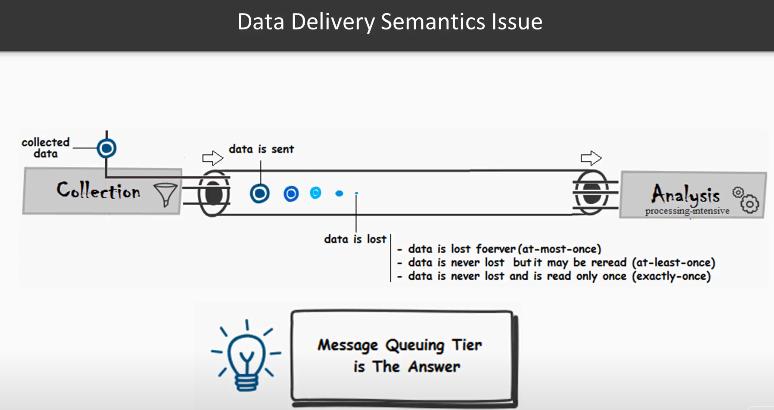 Data Delivery Semantics Issue
collected
data
data is sent
Collection
Analysis
processing-intensive
data is lost
- data is lost foerver(at-most-once)
- data is never lost but it may be reread (at-least-once)
- data is never lost and is read only once (exactly-once)
Message Queuing Tier
is The Answer